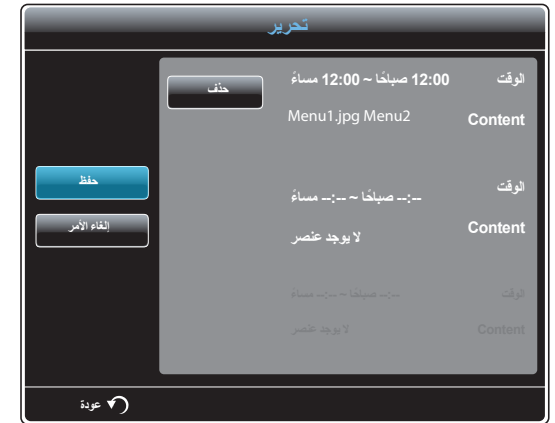 تحرير
الوقت 12:00 صباحًا ~ 12:00 مساءً
حذف
Content Menu1.jpg Menu2
الوقت --:-- صباحًا ~ --:-- مساءً
Content لا يوجد عنصر
الوقت --:-- صباحًا ~ --:-- مساءً
Content لا يوجد عنصر
حفظ
إلغاء الأمر
عودة